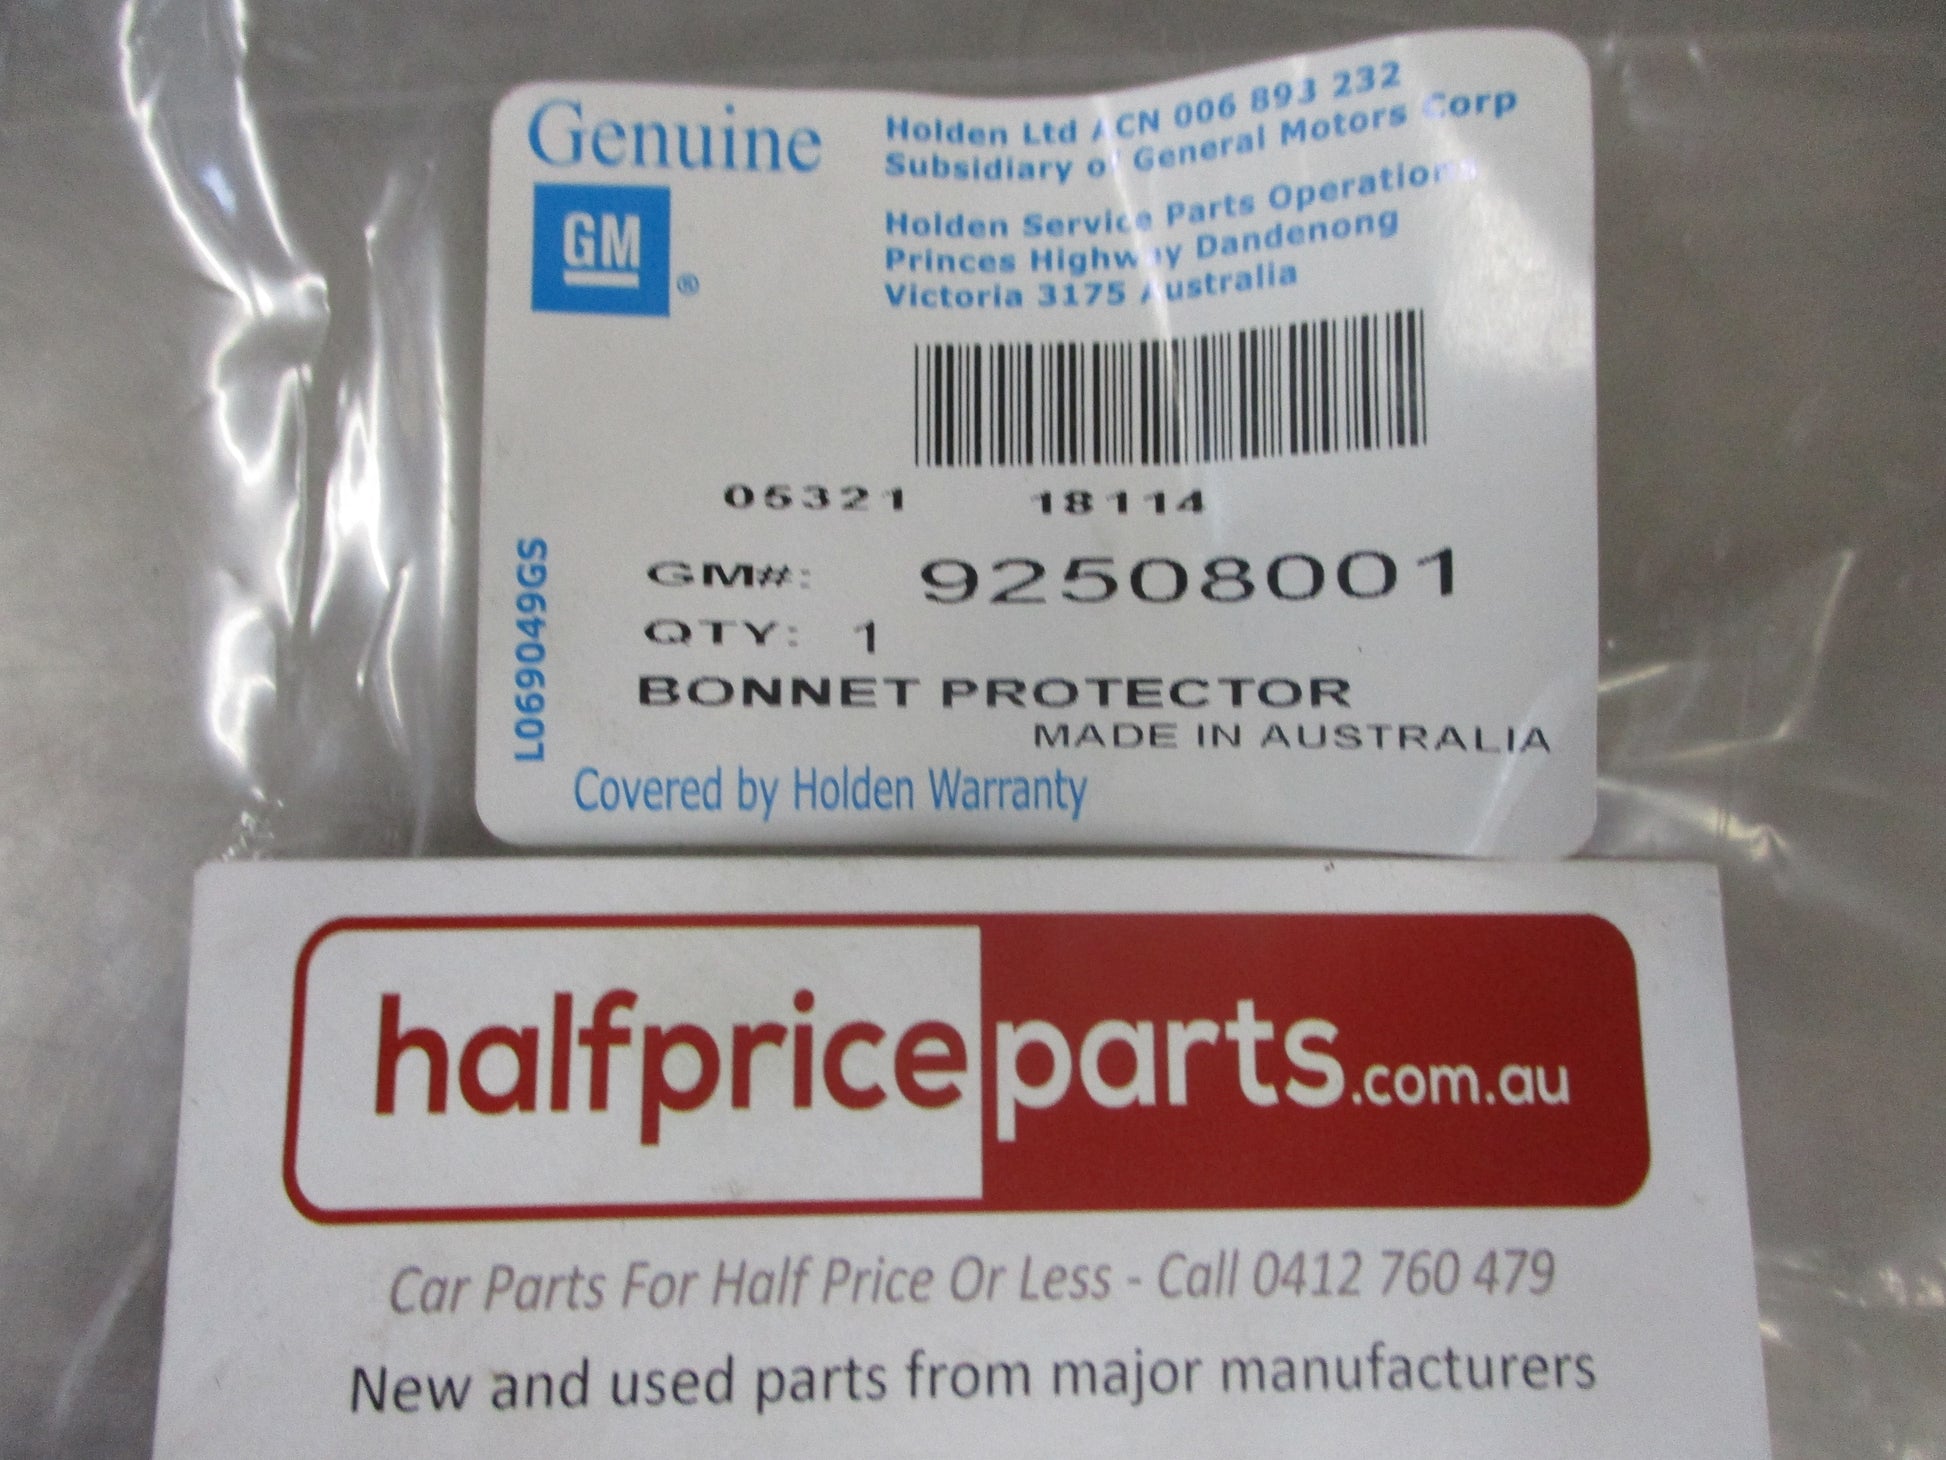 Genuine
GM ®
Holden Ltd ACN 006 893 232
Subsidiary of General Motors Corp
Holden Service Parts Operations
Princes Highway Dandenong
Victoria 3175 Australia
05321 18114
GM#: 92508001
QTY: 1
BONNET PROTECTOR
MADE IN AUSTRALIA
L069049GS
Covered by Holden Warranty
halfpriceparts.com.au
Car Parts For Half Price Or Less - Call 0412 760 479
New and used parts from major manufacturers